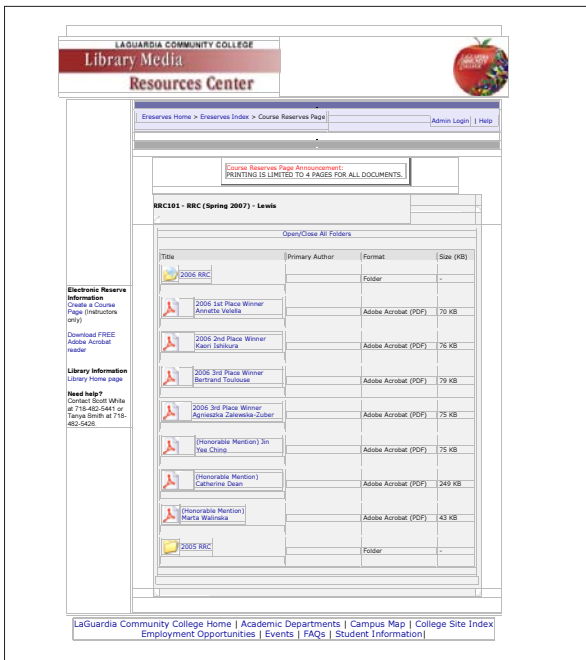 LAGUARDIA COMMUNITY COLLEGE
Library Media
Resources Center
Ereserves Home > Ereserves Index > Course Reserves Page
Admin Login | Help
Course Reserves Page Announcement:
PRINTING IS LIMITED TO 4 PAGES FOR ALL DOCUMENTS.
RRC101 - RRC (Spring 2007) - Lewis
Open/Close All Folders
Title Primary Author Format Size (KB)
2006 RRC Folder -
2006 1st Place Winner
Annette Velella Adobe Acrobat (PDF) 70 KB
2006 2nd Place Winner
Kaori Ishikura Adobe Acrobat (PDF) 76 KB
2006 3rd Place Winner
Bertrand Toulouse Adobe Acrobat (PDF) 79 KB
2006 3rd Place Winner
Agnieszka Zalewska-Zuber Adobe Acrobat (PDF) 75 KB
(Honorable Mention) Jin
Yee Ching Adobe Acrobat (PDF) 75 KB
(Honorable Mention)
Catherine Dean Adobe Acrobat (PDF) 249 KB
(Honorable Mention)
Marta Walinska Adobe Acrobat (PDF) 43 KB
2005 RRC Folder -
Electronic Reserve
Information
Create a Course
Page (Instructors
only)
Download FREE
Adobe Acrobat
reader
Library Information
Library Home page
Need help?
Contact Scott White
at 718-482-5441 or
Tanya Smith at 718-
482-5426.
LaGuardia Community College Home | Academic Departments | Campus Map | College Site Index
Employment Opportunities | Events | FAQs | Student Information|